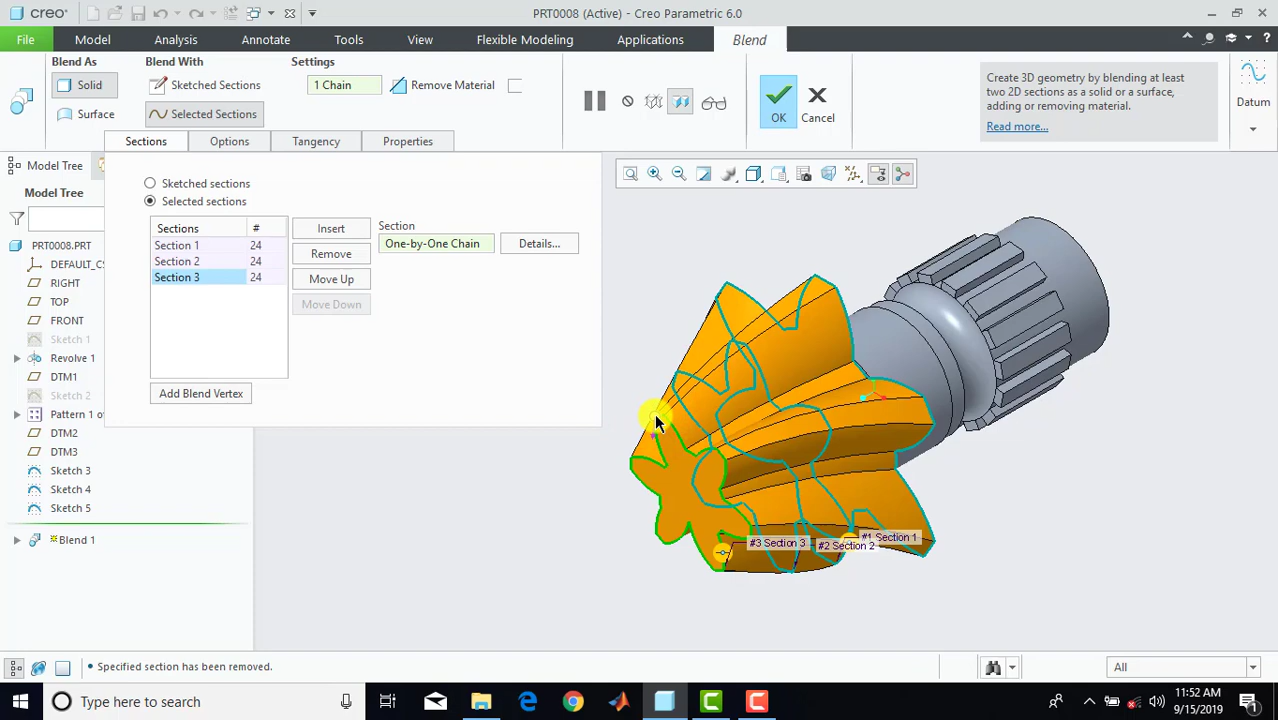 creo
PRT0008 (Active) - Creo Parametric 6.0
File
Model
Analysis
Annotate
Tools
View
Flexible Modeling
Applications
Blend
Blend As
Blend With
Settings
Solid
Sketched Sections
1 Chain
Remove Material
Surface
Selected Sections
OK
Cancel
Create 3D geometry by blending at least
two 2D sections as a solid or a surface,
adding or removing material.
Read more...
Datum
Model Tree
Sections
Options
Tangency
Properties
Model Tree
PRT0008.PRT
DEFAULT_CS
RIGHT
TOP
FRONT
Sketch 1
Revolve 1
DTM1
Sketch 2
Pattern 1 o
DTM2
DTM3
Sketch 3
Sketch 4
Sketch 5
Blend 1
Sketched sections
Selected sections
Sections #
Section 1 24
Section 2 24
Section 3 24
Insert
Remove
Move Up
Move Down
Section
One-by-One Chain
Details...
Add Blend Vertex
#3 Section 3
#2 Section 2
#1 Section 1
Specified section has been removed.
All
Type here to search
11:52 AM
9/15/2019
1